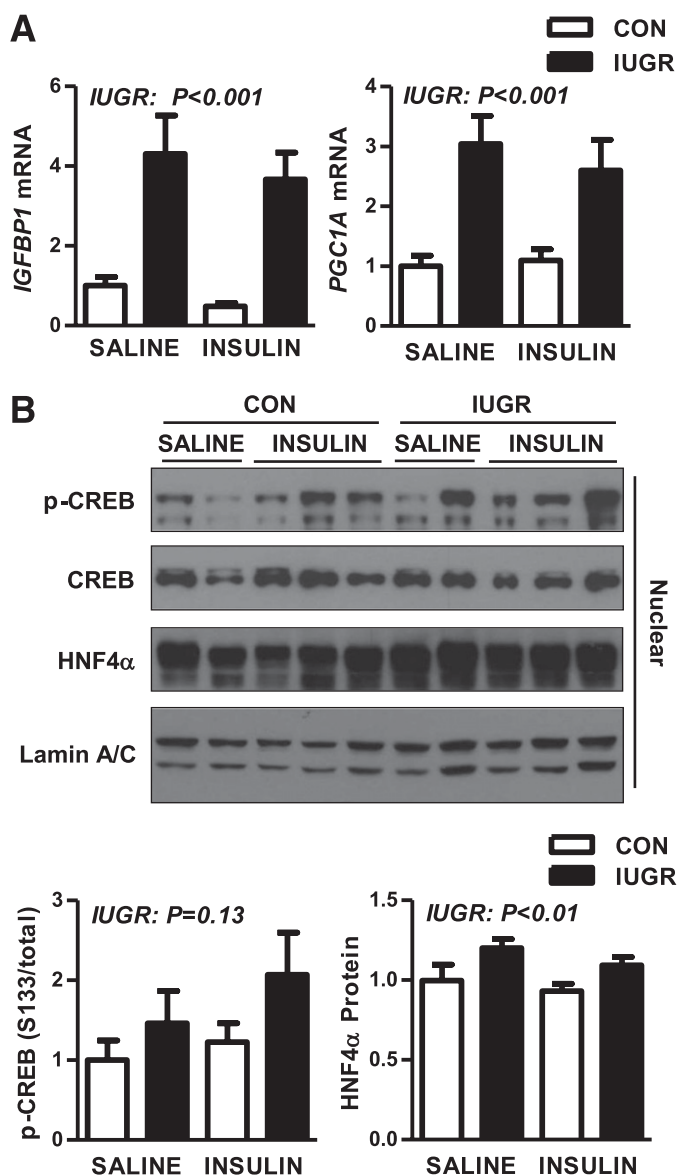 A
CON
IUGR
IUGR: P<0.001
IGFBP1 mRNA
6
4
2
0
SALINE INSULIN
IUGR: P<0.001
PGC1A mRNA
4
3
2
1
0
SALINE INSULIN
B
CON IUGR
SALINE INSULIN SALINE INSULIN
p-CREB
CREB
HNF4α
Lamin A/C
Nuclear
CON
IUGR
IUGR: P=0.13
p-CREB (S133/total)
3
2
1
0
SALINE INSULIN
IUGR: P<0.01
HNF4α Protein
1.5
1.0
0.5
0.0
SALINE INSULIN